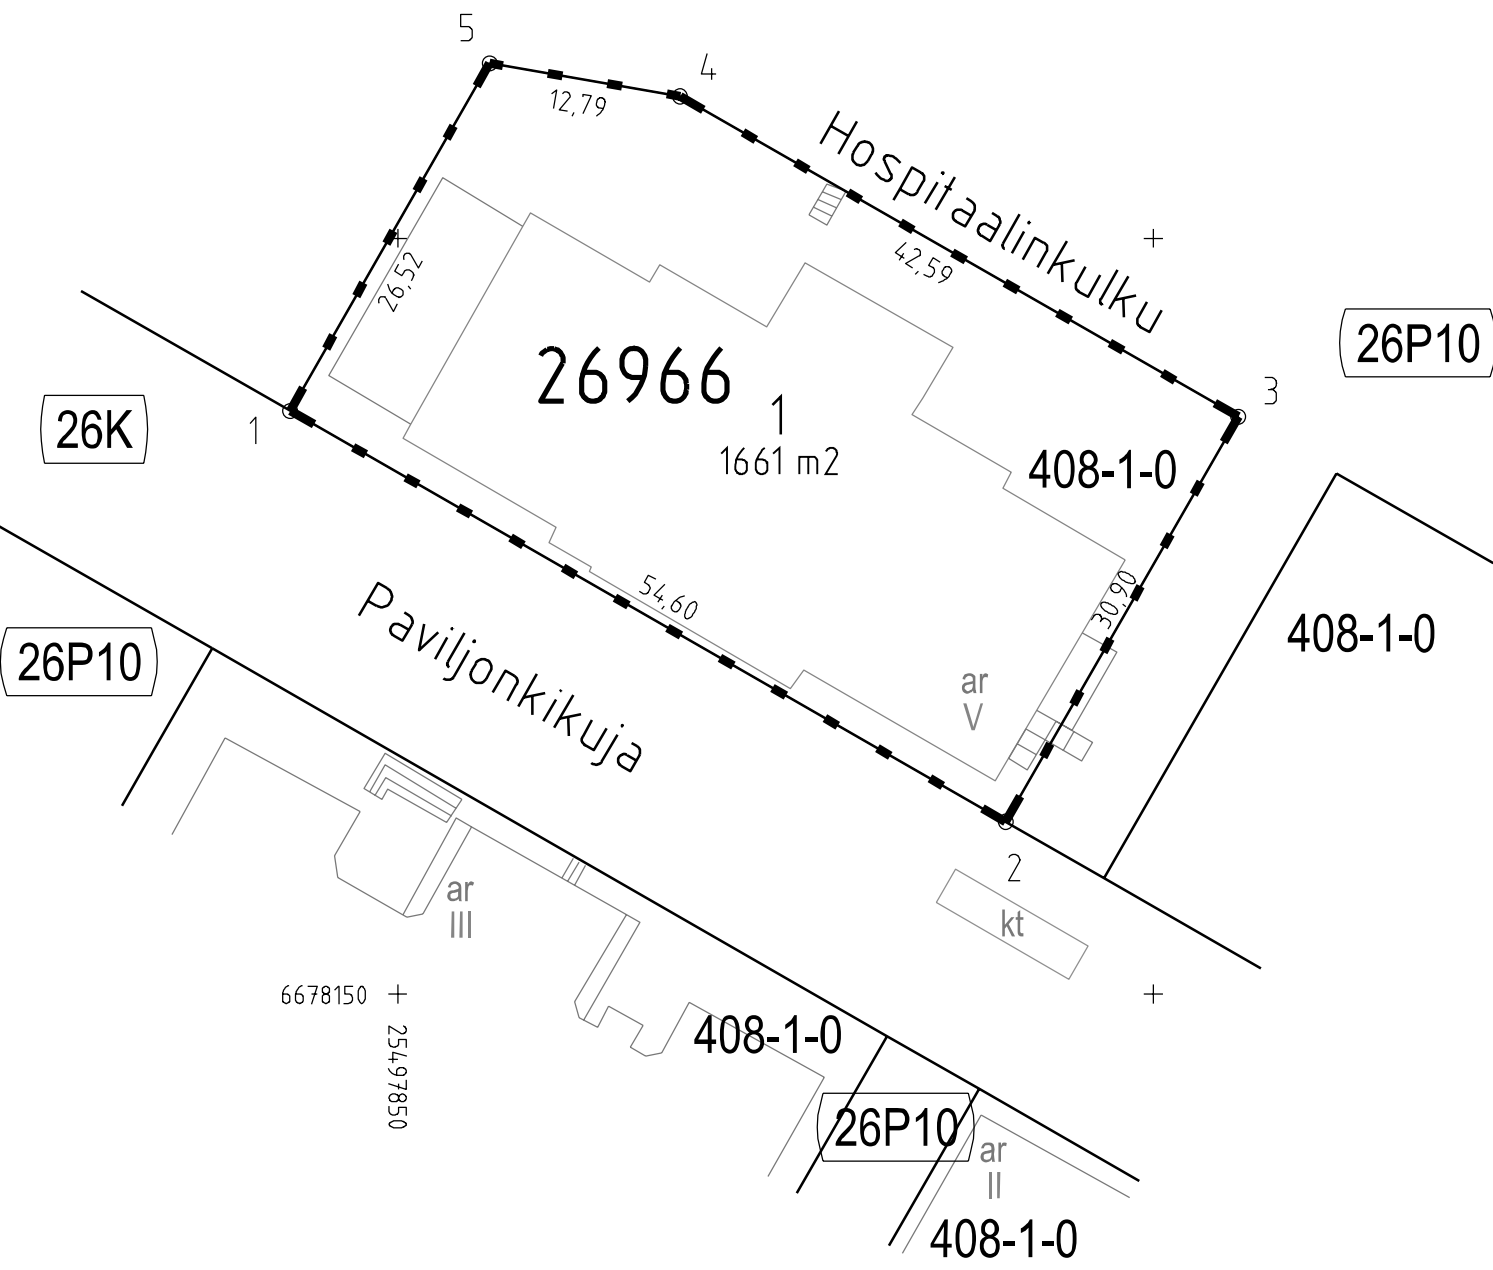 5
4
12,79
Hospitaalinkulku
42,59
26,52
26P10
3
26966
1
1661 m2
26K
1
408-1-0
54,60
30,90
408-1-0
Paviljonkikuja
26P10
ar
V
2
ar
III
kt
6678150
25497850
408-1-0
26P10
ar
II
408-1-0